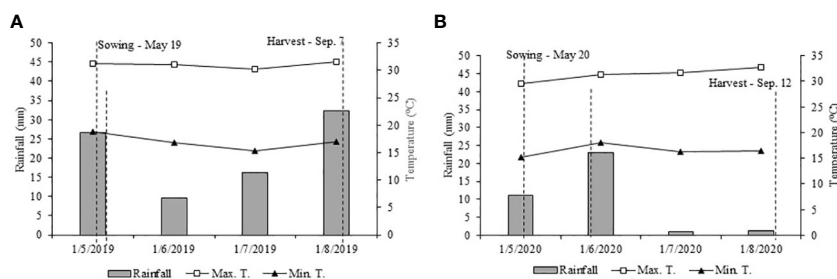 A
Sowing - May 19
Harvest - Sep. 7
50
45
40
35
30
25
20
15
10
5
0
Rainfall (mm)
35
30
25
20
15
10
5
0
Temperature (ºC)
1/5/2019 1/6/2019 1/7/2019 1/8/2019
Rainfall Max. T. Min. T.
B
Sowing - May 20
Harvest - Sep. 12
50
45
40
35
30
25
20
15
10
5
0
Rainfall (mm)
35
30
25
20
15
10
5
0
Temperature (ºC)
1/5/2020 1/6/2020 1/7/2020 1/8/2020
Rainfall Max. T. Min. T.